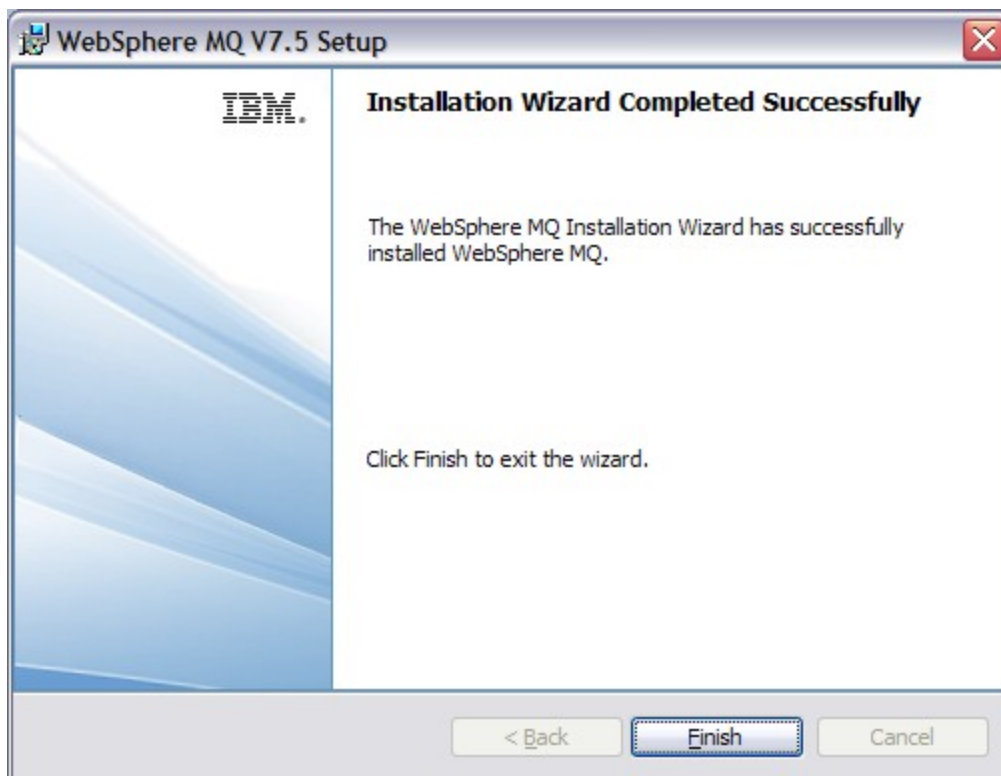 WebSphere MQ V7.5 Setup
IBM.
Installation Wizard Completed Successfully
The WebSphere MQ Installation Wizard has successfully
installed WebSphere MQ.
Click Finish to exit the wizard.
< Back
Finish
Cancel